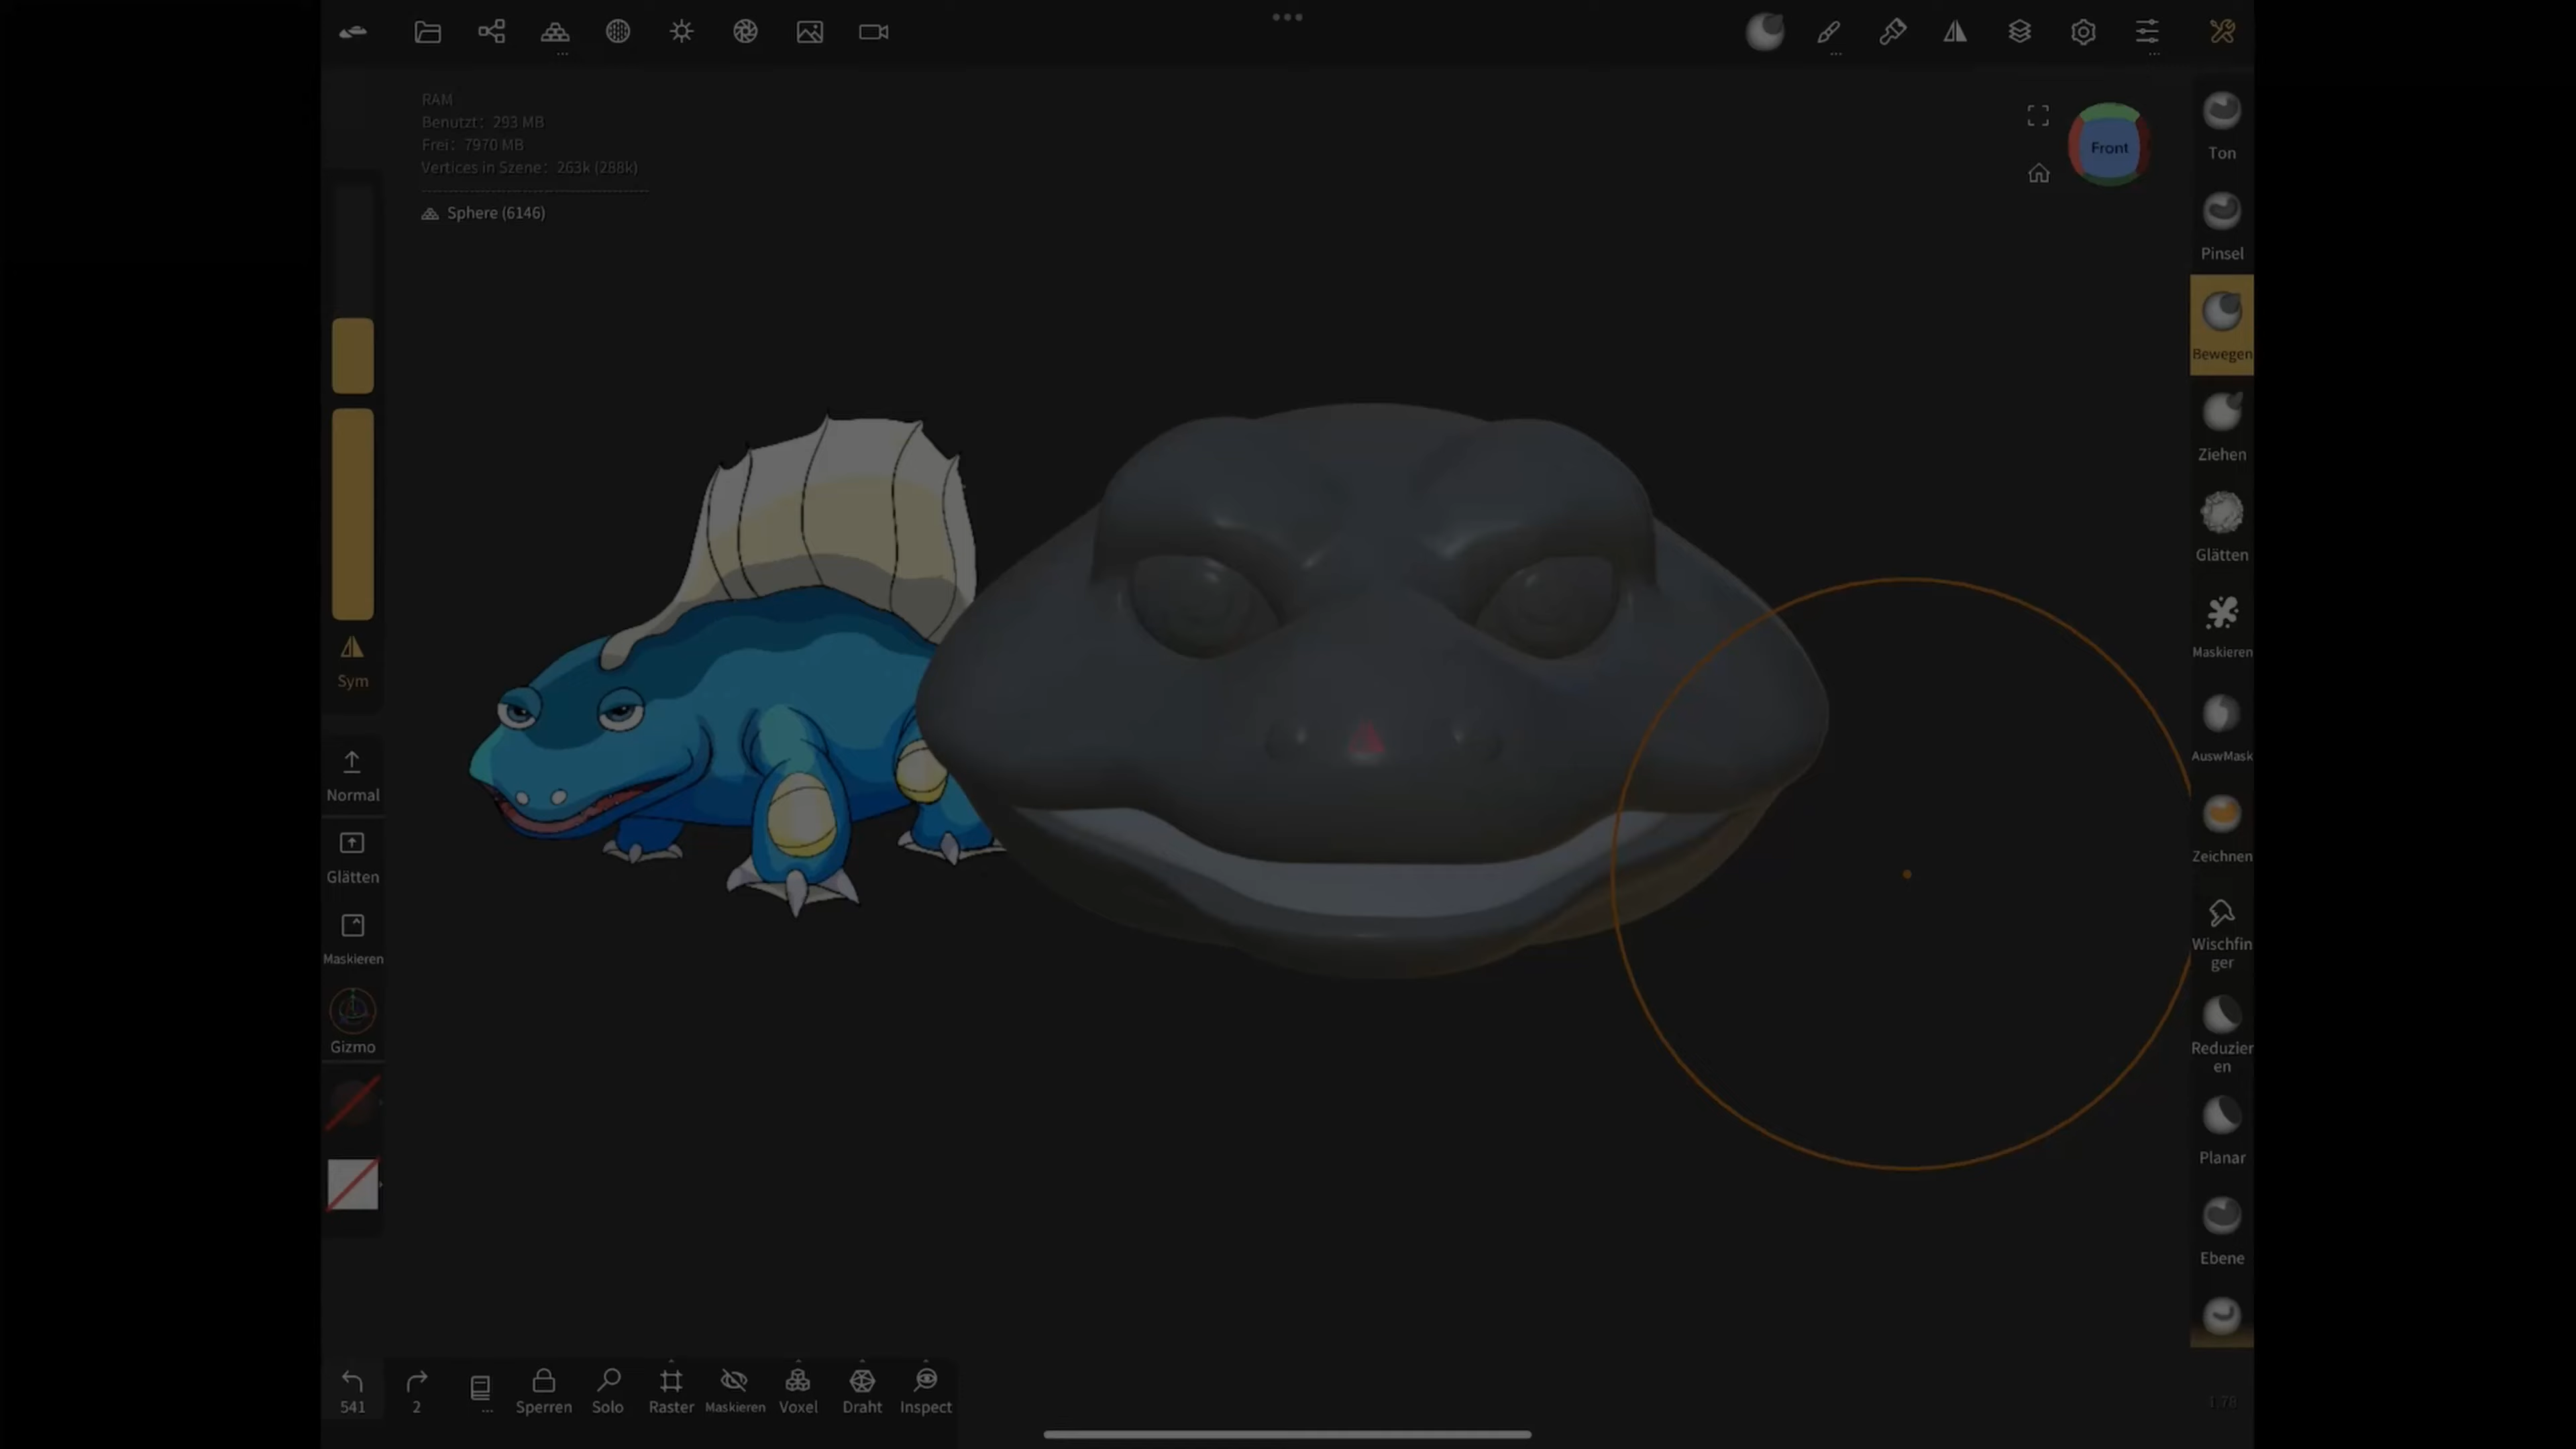 RAM
Benutzt: 293 MB
Frei: 7970 MB
Vertices in Szene: 263k (288k)
Sphere (6146)
Front
Ton
Pinsel
Bewegen
Ziehen
Glätten
Maskieren
AuswMask
Zeichnen
Wischfin
ger
Reduzier
en
Planar
Ebene
Sym
Normal
Glätten
Maskieren
Gizmo
541
2
Sperren
Solo
Raster
Maskieren
Voxel
Draht
Inspect
1.78